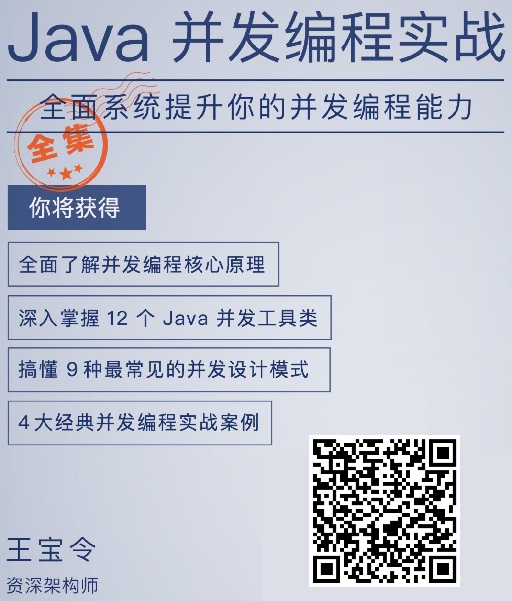 Java 并发编程实战
全面系统提升你的并发编程能力
全集
你将获得
全面了解并发编程核心原理
深入掌握 12 个 Java 并发工具类
搞懂 9 种最常见的并发设计模式
4 大经典并发编程实战案例
王宝令
资深架构师